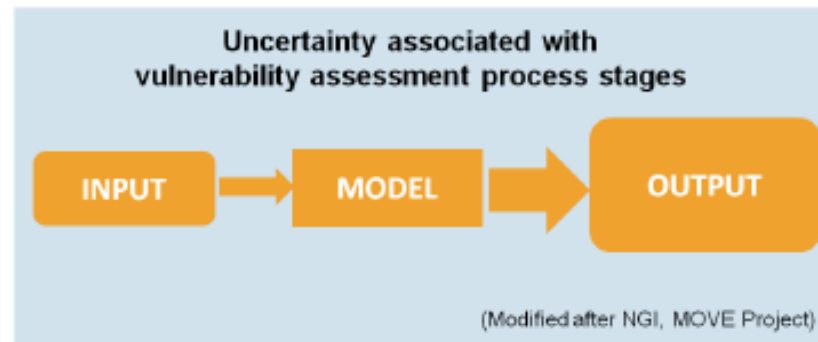 Uncertainty associated with
vulnerability assessment process stages
INPUT
MODEL
OUTPUT
(Modified after NGI, MOVE Project)